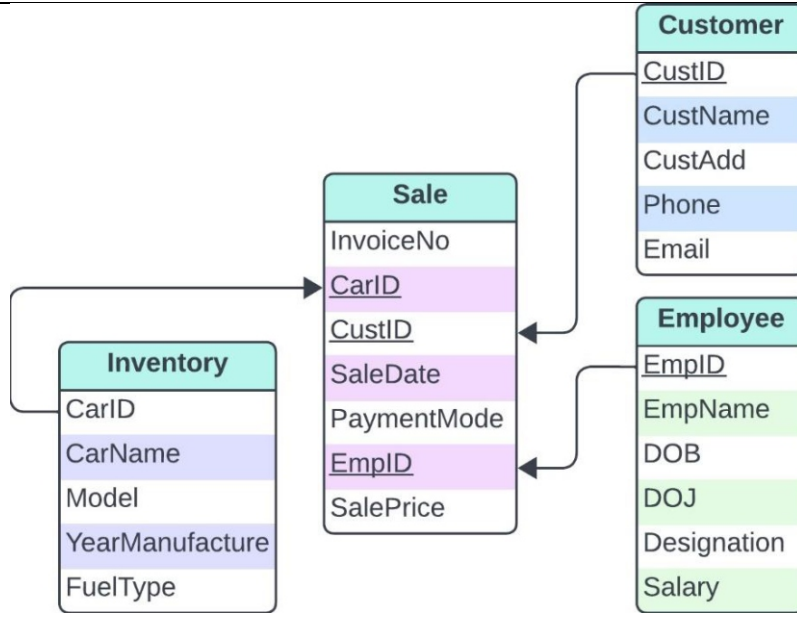 Customer
CustID
CustName
CustAdd
Phone
Email
Sale
InvoiceNo
CarID
CustID
SaleDate
PaymentMode
EmpID
SalePrice
Inventory
CarID
CarName
Model
YearManufacture
FuelType
Employee
EmpID
EmpName
DOB
DOJ
Designation
Salary